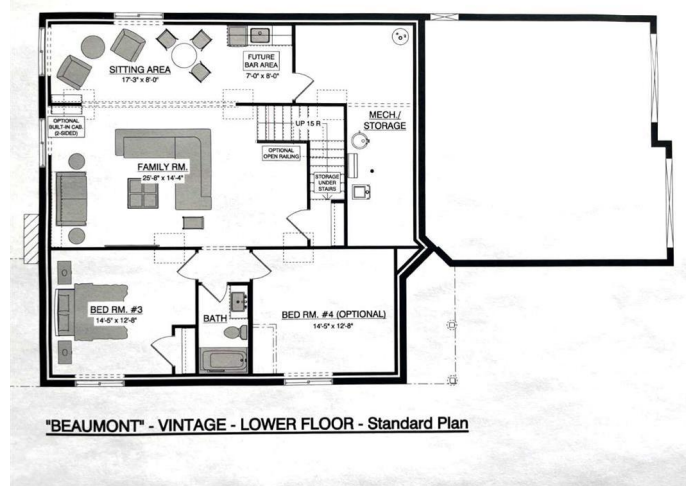 SITTING AREA
17'-3" x 8'-0"
FUTURE
BAR AREA
7'-0" x 8'-0"
MECH./
STORAGE
OPTIONAL
BUILT-IN CAB.
(2-SIDED)
UP 15 R
OPTIONAL
OPEN RAILING
FAMILY RM.
25'-8" x 14'-4"
STORAGE
UNDER
STAIRS
BED RM. #3
14'-5" x 12'-8"
BATH
BED RM. #4 (OPTIONAL)
14'-5" x 12'-8"
"BEAUMONT" - VINTAGE - LOWER FLOOR - Standard Plan